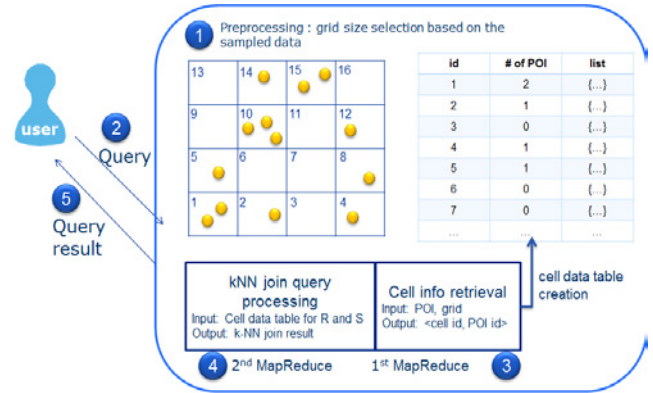 1 Preprocessing : grid size selection based on the
sampled data
13 14 15 16
9 10 11 12
5 6 7 8
1 2 3 4
id # of POI list
1 2 {...}
2 1 {...}
3 0 {...}
4 1 {...}
5 1 {...}
6 0 {...}
7 0 {...}
... ... ...
user
2
Query
5
Query
result
cell data table
creation
kNN join query
processing
Input: Cell data table for R and S
Output: k-NN join result
Cell info retrieval
Input: POI, grid
Output: <cell id, POI id>
4 2nd MapReduce
1st MapReduce 3